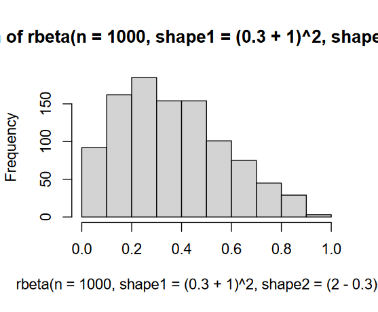 of rbeta(n = 1000, shape1 = (0.3 + 1)^2, shape
Frequency
150
100
50
0
0.0 0.2 0.4 0.6 0.8 1.0
rbeta(n = 1000, shape1 = (0.3 + 1)^2, shape2 = (2 - 0.3)